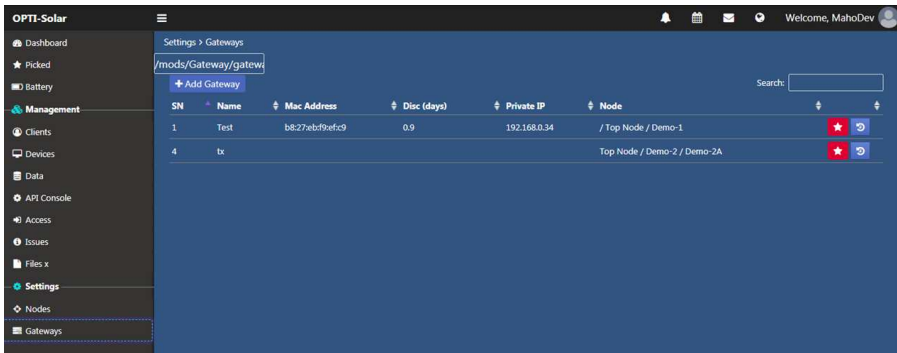 OPTI-Solar
Welcome, MahoDev
Dashboard
Picked
Battery
Management
Clients
Devices
Data
API Console
Access
Issues
Files x
Settings
Nodes
Gateways
Settings > Gateways
/mods/Gateway/gatewa
+ Add Gateway
Search:
SN Name Mac Address Disc (days) Private IP Node
1 Test b8:27:eb:f9:ef:c9 0.9 192.168.0.34 / Top Node / Demo-1
4 tx Top Node / Demo-2 / Demo-2A